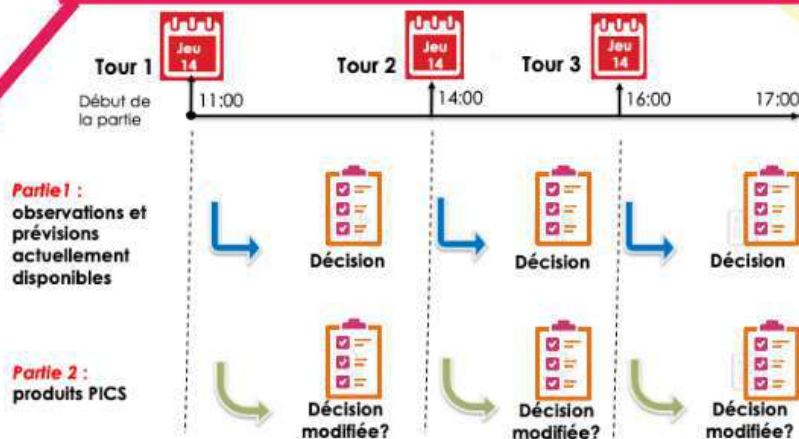 Jeu
14
Jeu
14
Jeu
14
Tour 1
Tour 2
Tour 3
Début de
la partie
11:00
14:00
16:00
17:00
Partie1 :
observations et
prévisions
actuellement
disponibles
Décision
Décision
Décision
Partie 2 :
produits PICS
Décision
modifiée?
Décision
modifiée?
Décision
modifiée?